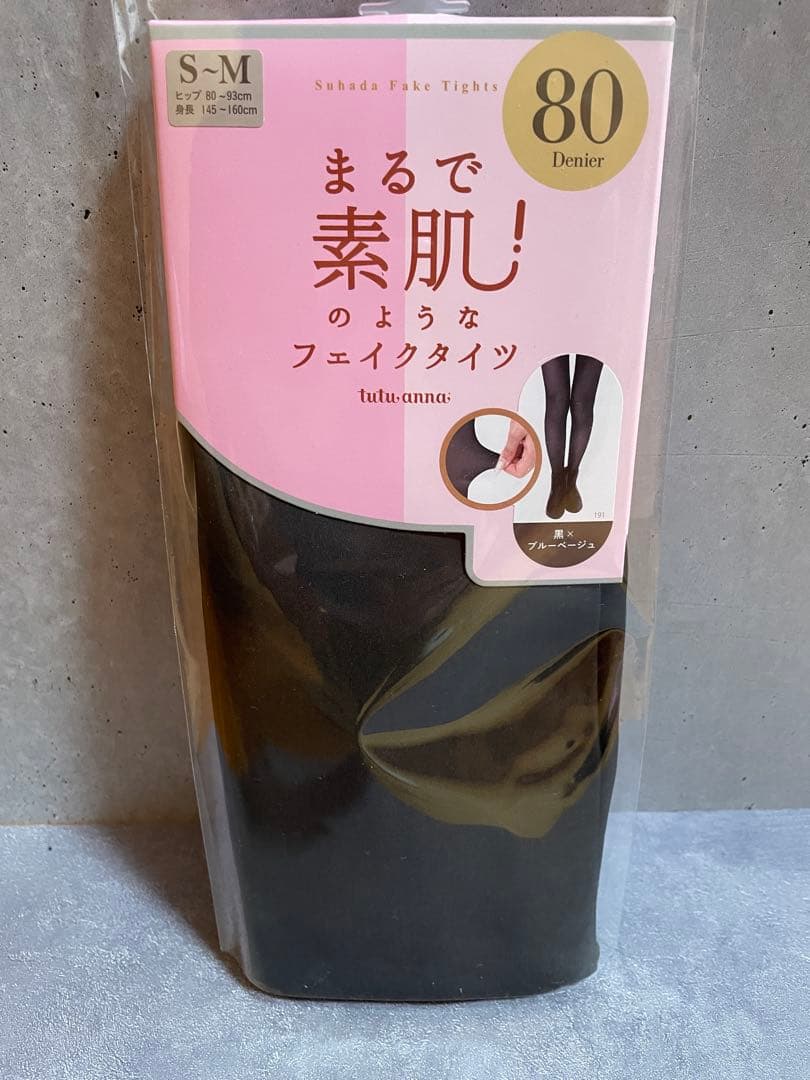 S~M
ヒップ 80~93cm
身長 145~160cm
Suhada Fake Tights
80
Denier
まるで
素肌!
のような
フェイクタイツ
tutu anna
191
黒×
ブルーベージュ